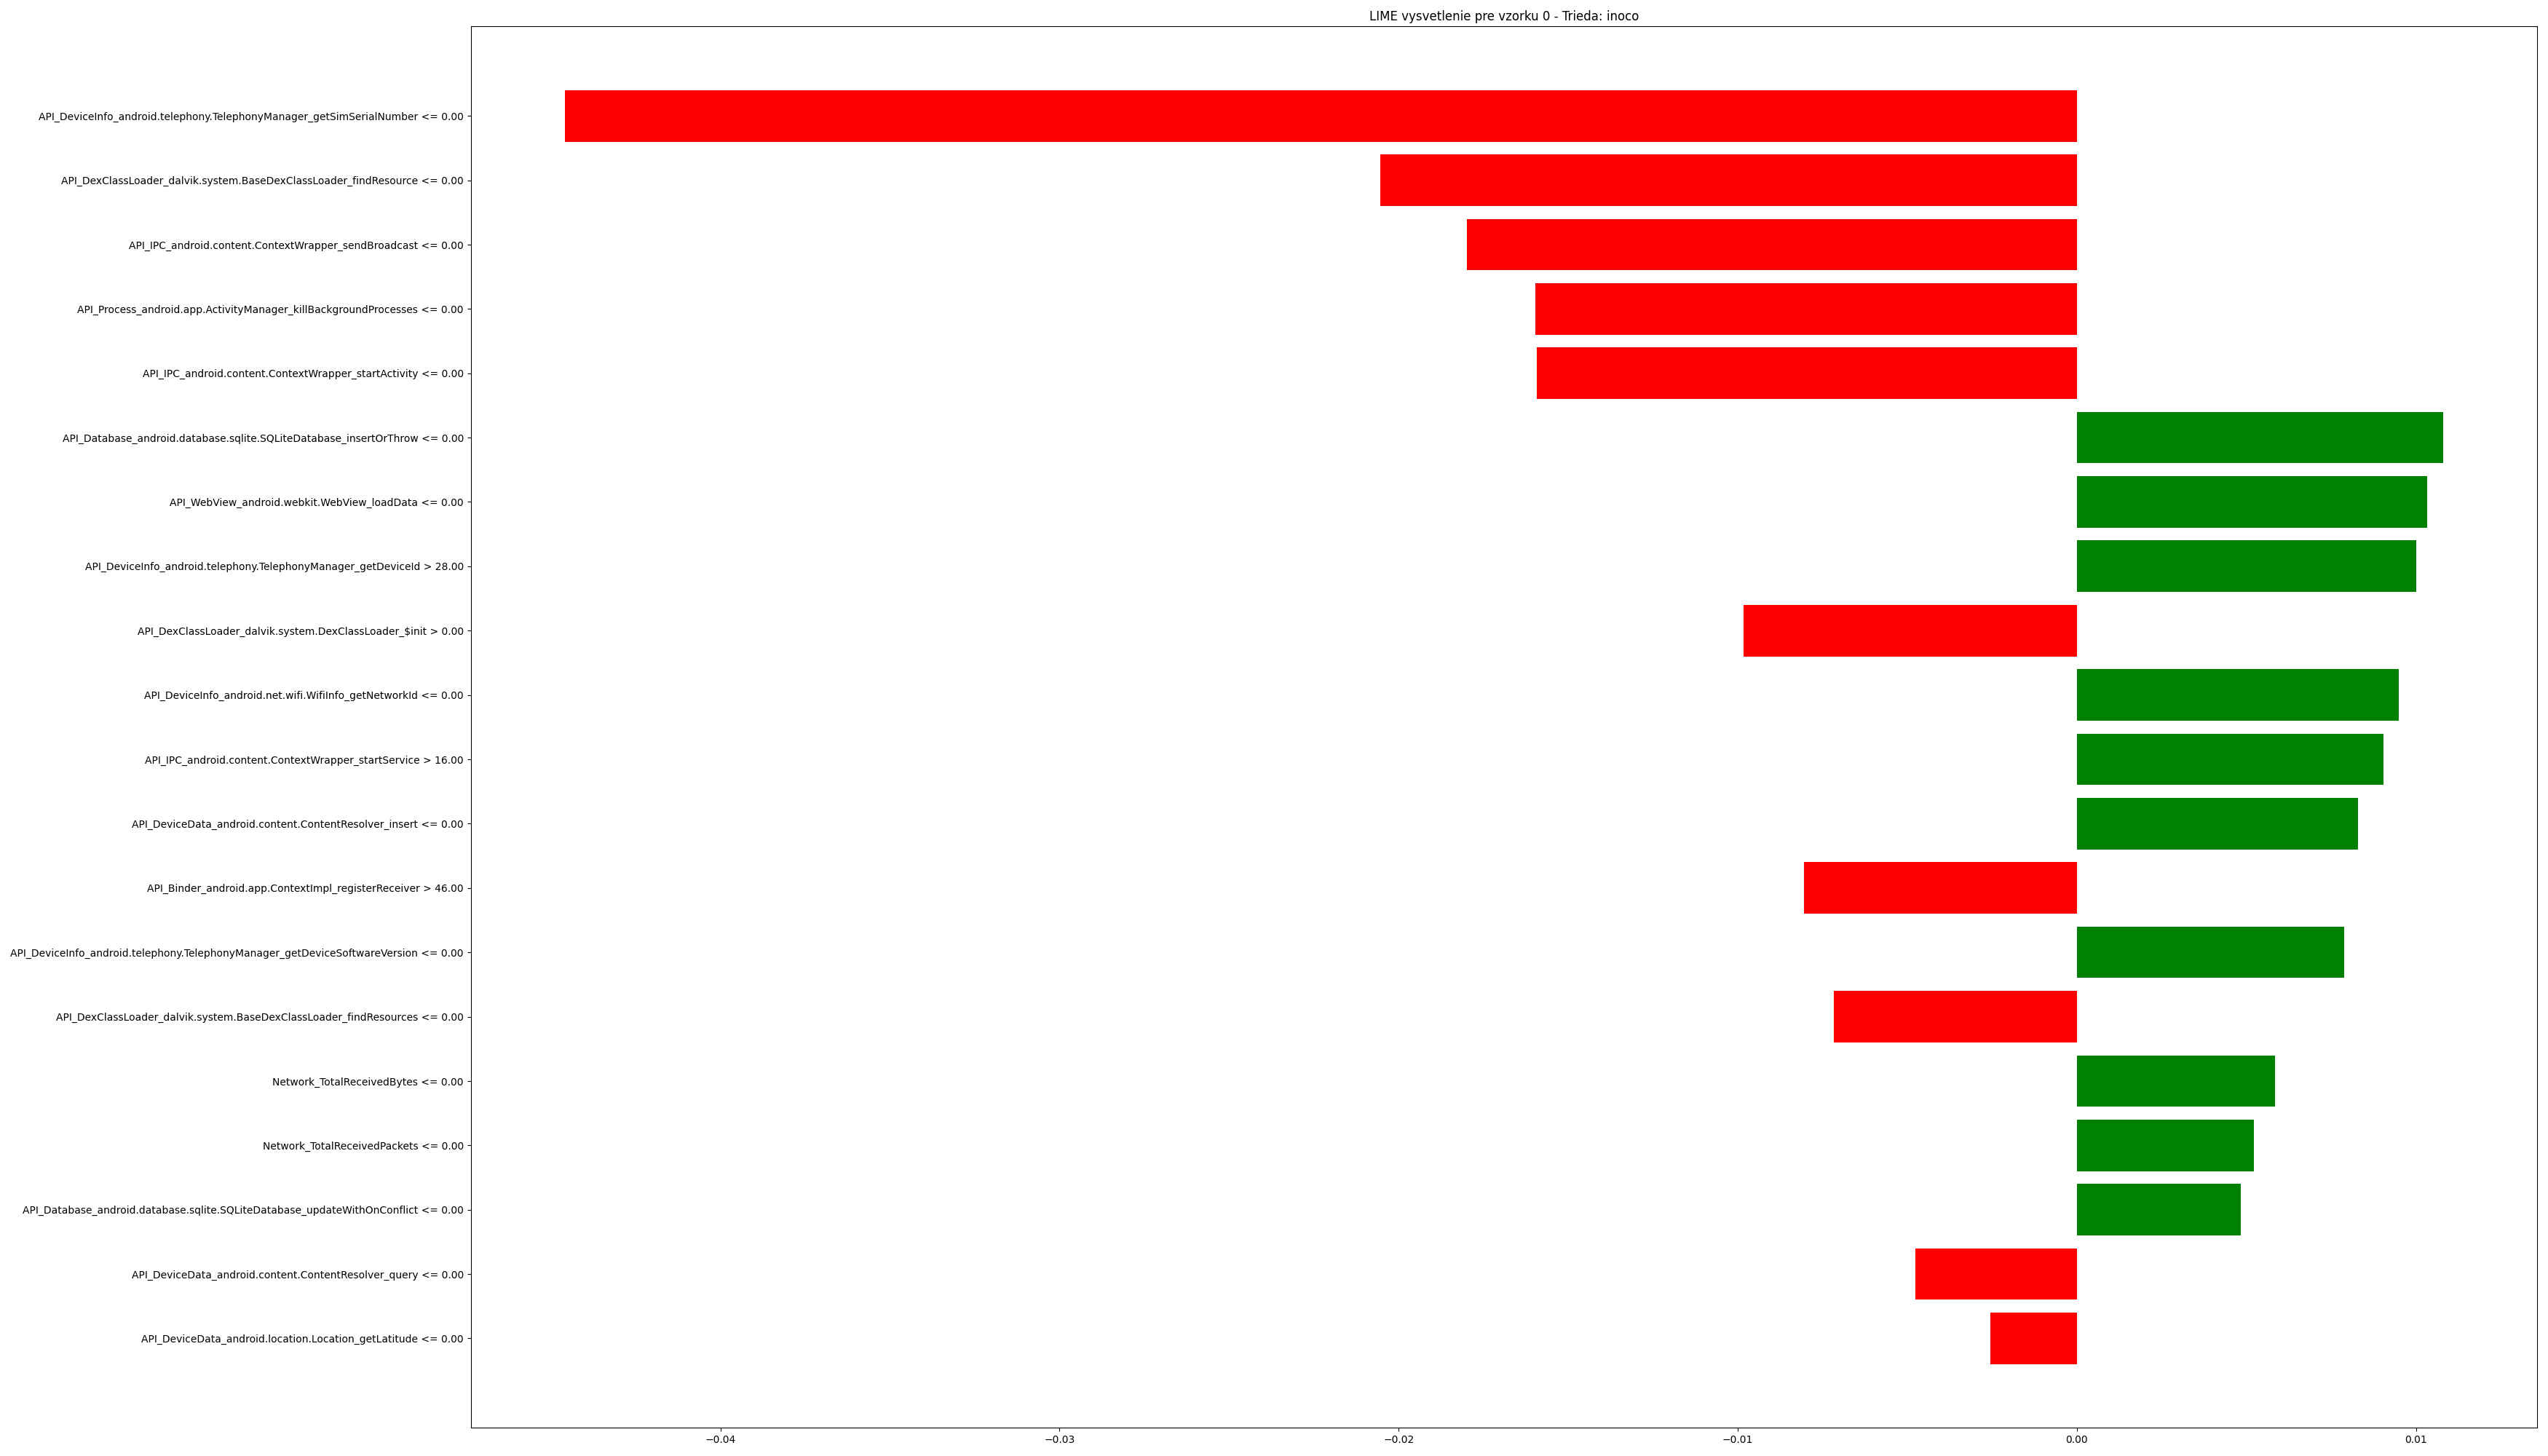 LIME vysvetlenie pre vzorku 0 - Trieda: inoco
API_DeviceInfo_android.telephony.TelephonyManager_getSimSerialNumber <= 0.00
API_DexClassLoader_dalvik.system.BaseDexClassLoader_findResource <= 0.00
API_IPC_android.content.ContextWrapper_sendBroadcast <= 0.00
API_Process_android.app.ActivityManager_killBackgroundProcesses <= 0.00
API_IPC_android.content.ContextWrapper_startActivity <= 0.00
API_Database_android.database.sqlite.SQLiteDatabase_insertOrThrow <= 0.00
API_WebView_android.webkit.WebView_loadData <= 0.00
API_DeviceInfo_android.telephony.TelephonyManager_getDeviceId > 28.00
API_DexClassLoader_dalvik.system.DexClassLoader_$init > 0.00
API_DeviceInfo_android.net.wifi.WifiInfo_getNetworkId <= 0.00
API_IPC_android.content.ContextWrapper_startService > 16.00
API_DeviceData_android.content.ContentResolver_insert <= 0.00
API_Binder_android.app.ContextImpl_registerReceiver > 46.00
API_DeviceInfo_android.telephony.TelephonyManager_getDeviceSoftwareVersion <= 0.00
API_DexClassLoader_dalvik.system.BaseDexClassLoader_findResources <= 0.00
Network_TotalReceivedBytes <= 0.00
Network_TotalReceivedPackets <= 0.00
API_Database_android.database.sqlite.SQLiteDatabase_updateWithOnConflict <= 0.00
API_DeviceData_android.content.ContentResolver_query <= 0.00
API_DeviceData_android.location.Location_getLatitude <= 0.00
−0.04 −0.03 −0.02 −0.01 0.00 0.01